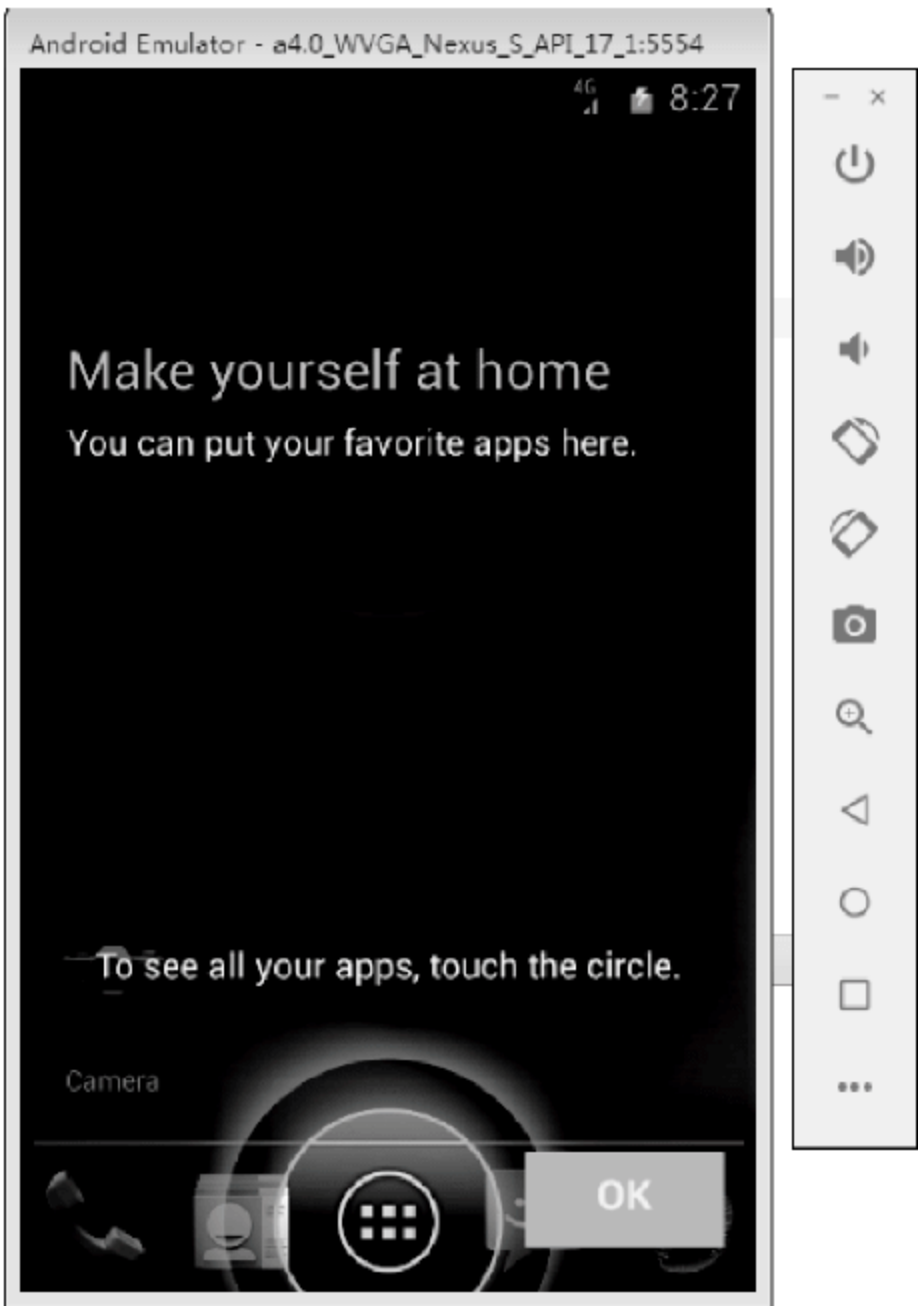 Android Emulator - a4.0_WVGA_Nexus_S_API_17_1:5554
4G 8:27
Make yourself at home
You can put your favorite apps here.
To see all your apps, touch the circle.
Camera
OK